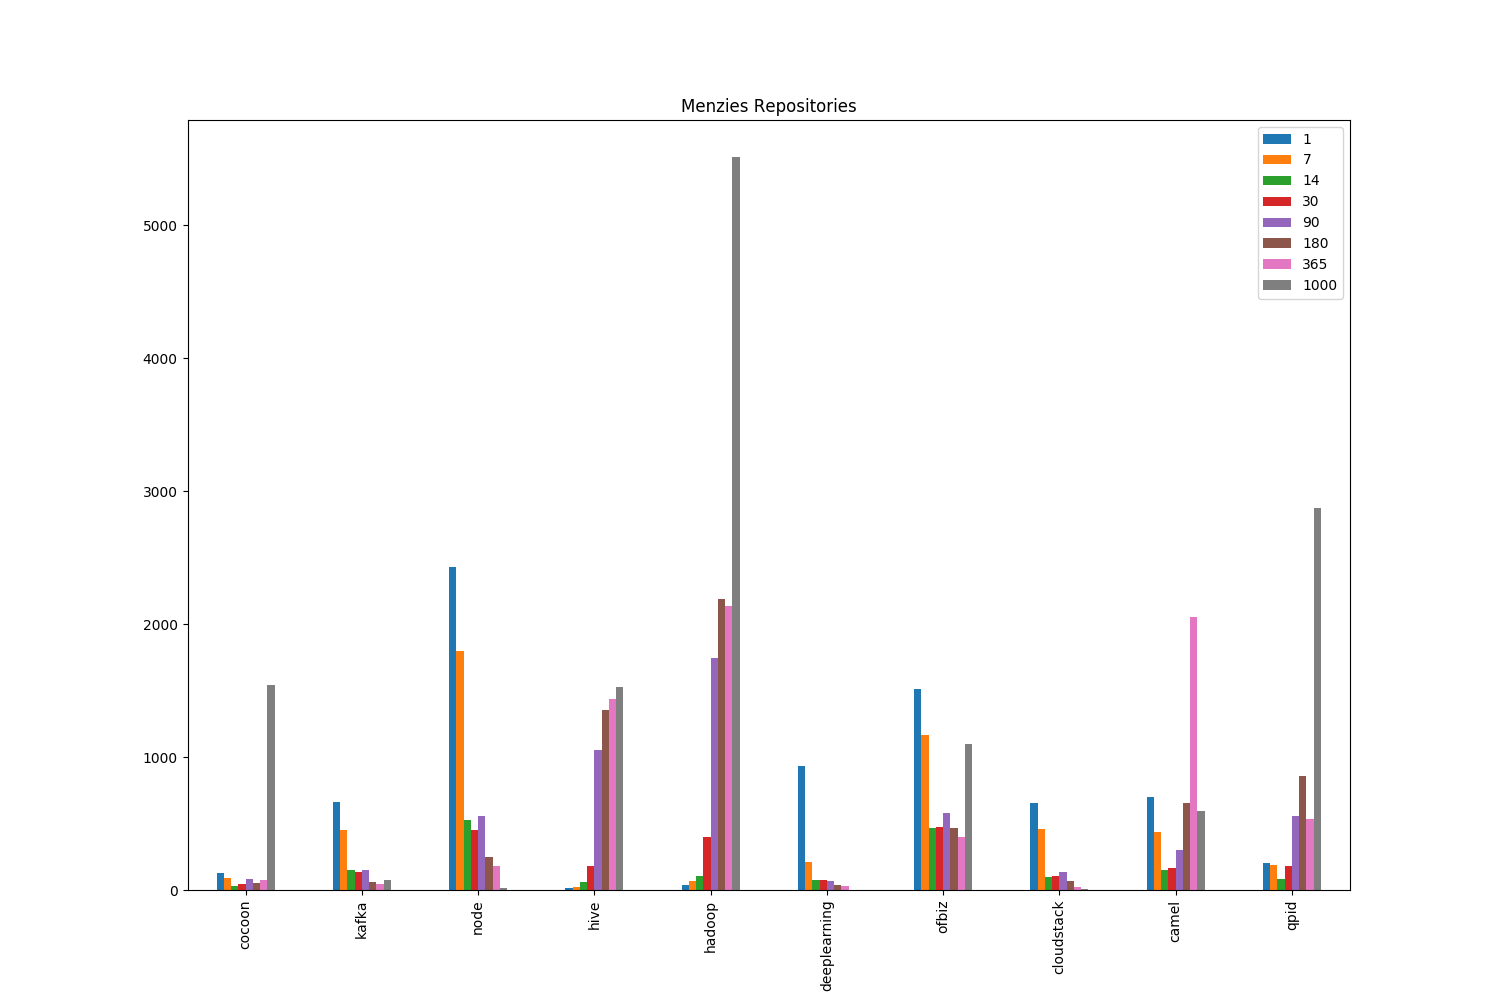 Menzies Repositories
1
7
14
30
90
180
365
1000
5000
4000
3000
2000
1000
0
cocoon
kafka
node
hive
hadoop
deeplearning
ofbiz
cloudstack
camel
qpid